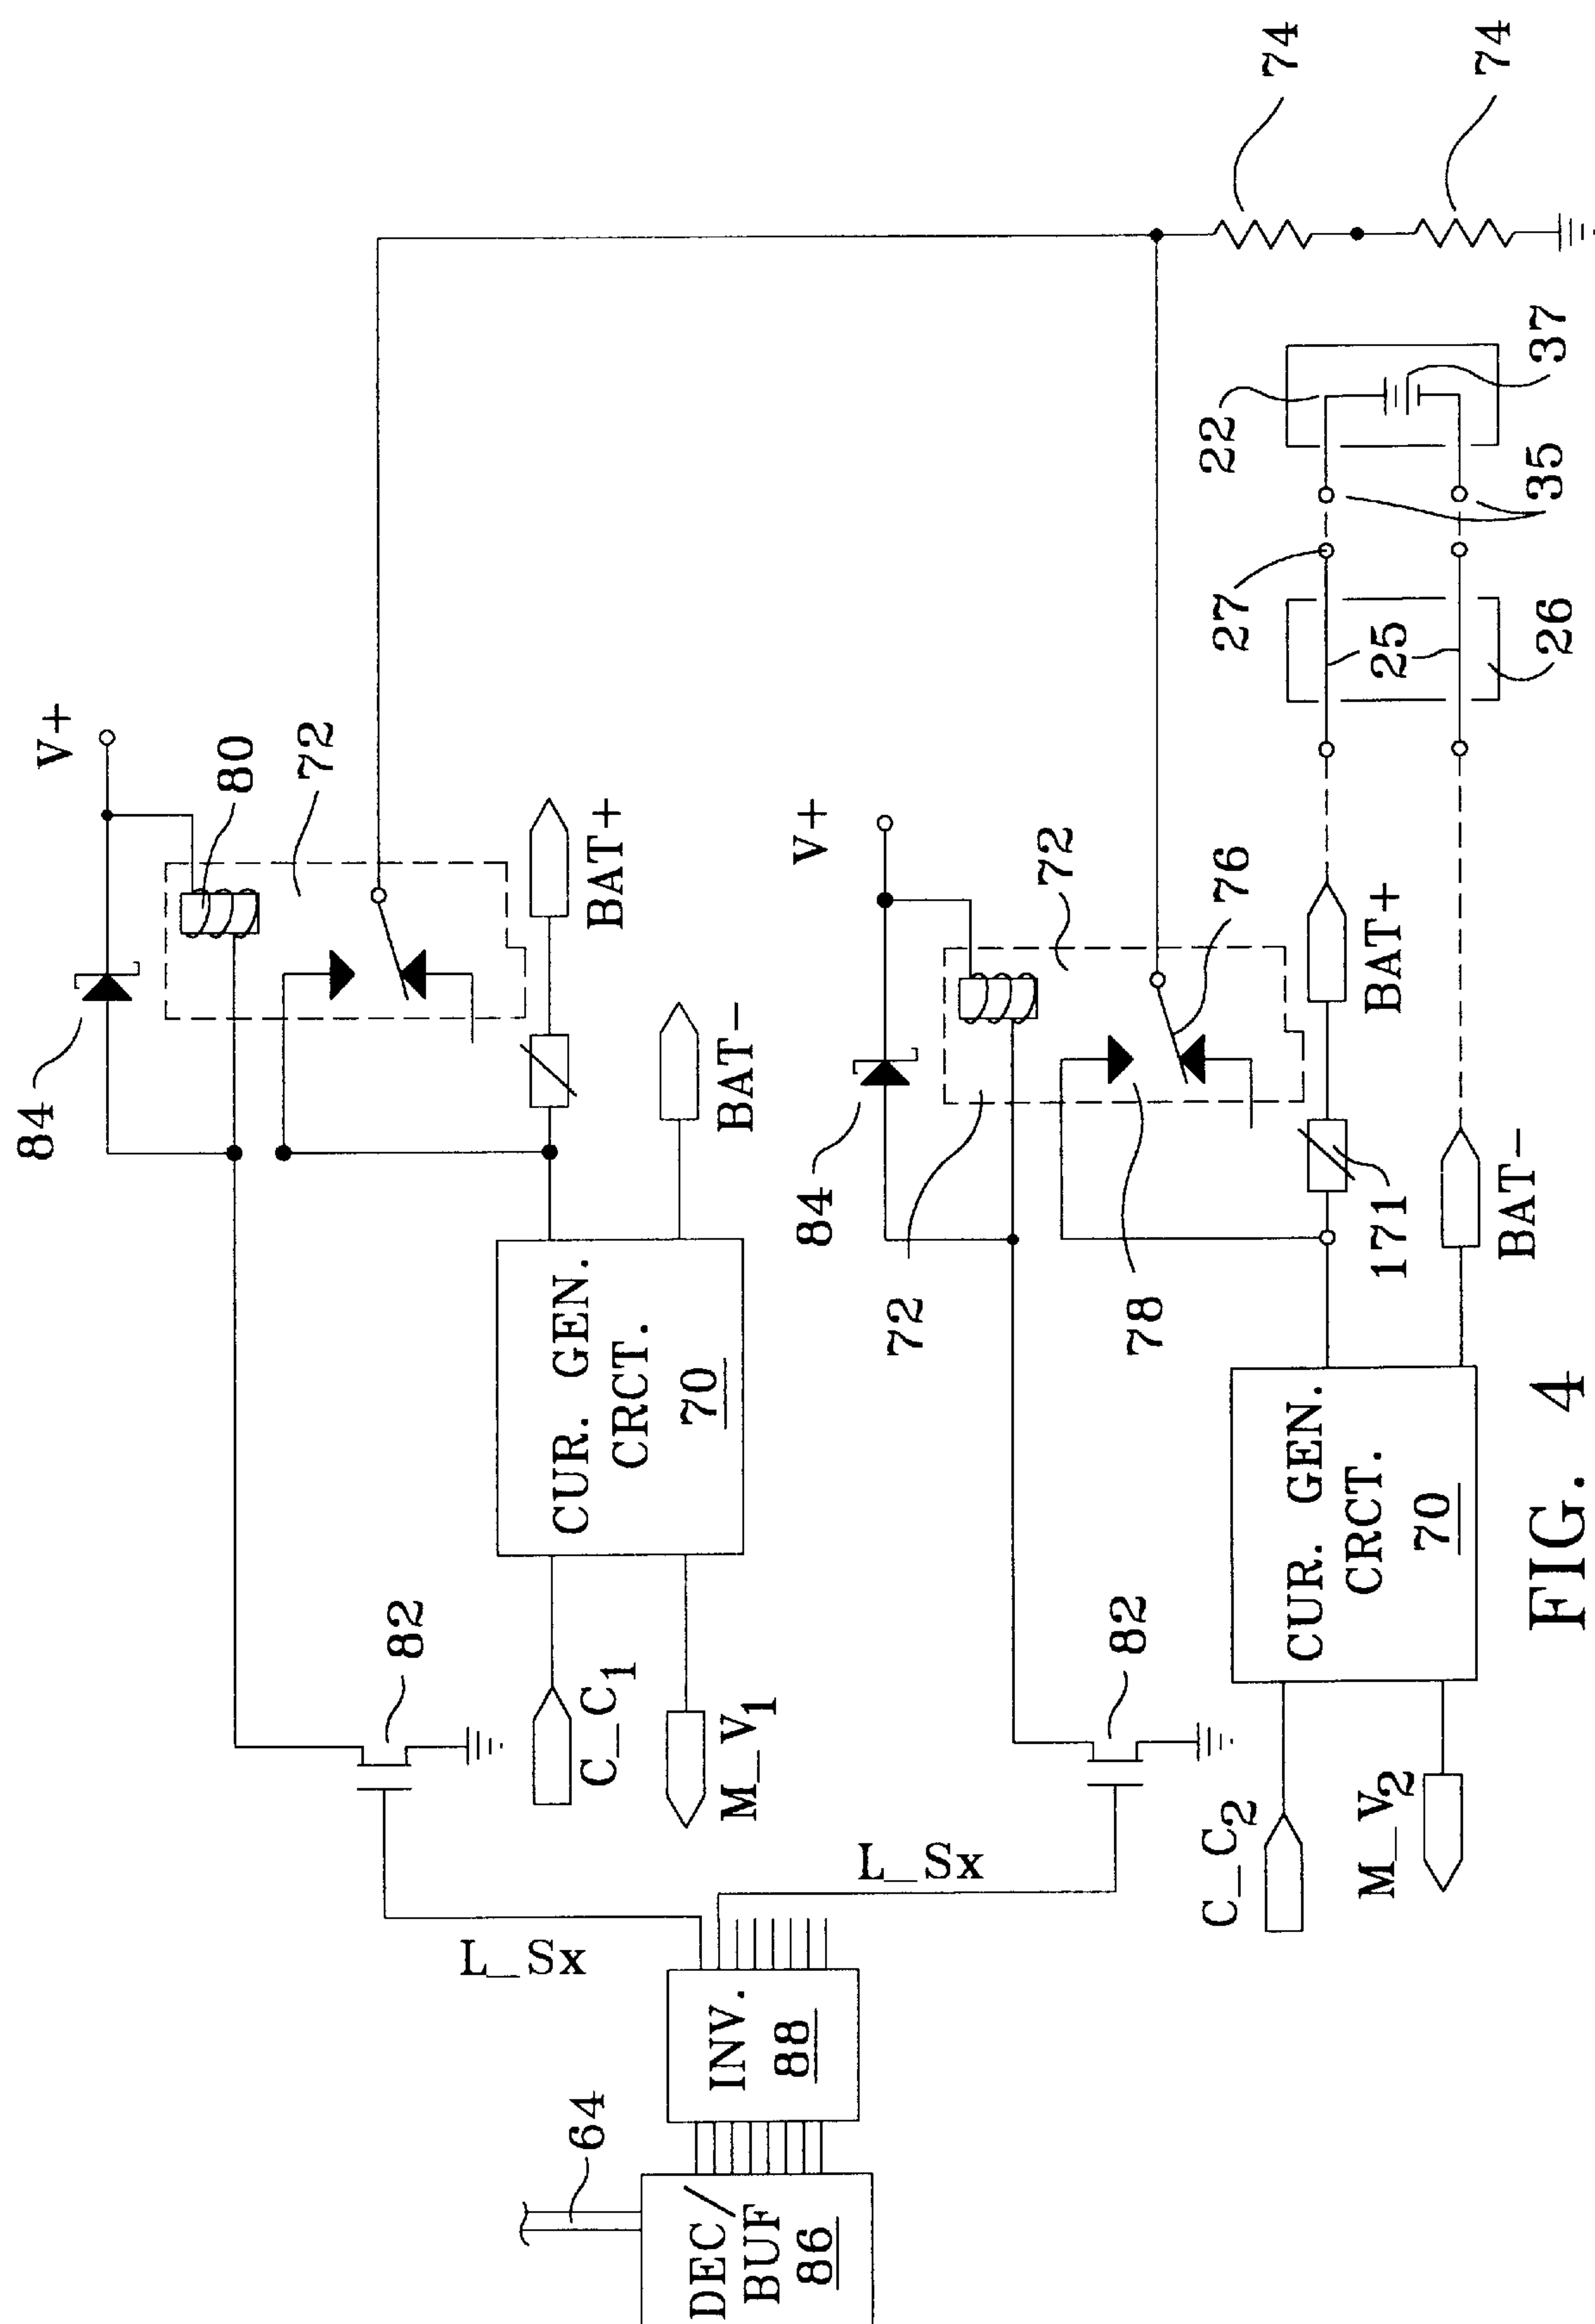 V+
84
80
72
BAT+
BAT-
CUR. GEN.
CRCT.
70
82
C_C1
M_V1
L_Sx
64
DEC/
BUF
86
INV.
88
L_Sx
V+
84
72
72
76
78
82
BAT+
171
BAT-
CUR. GEN.
CRCT.
70
C_C2
M_V2
74
74
22
37
35
27
25
26
FIG. 4